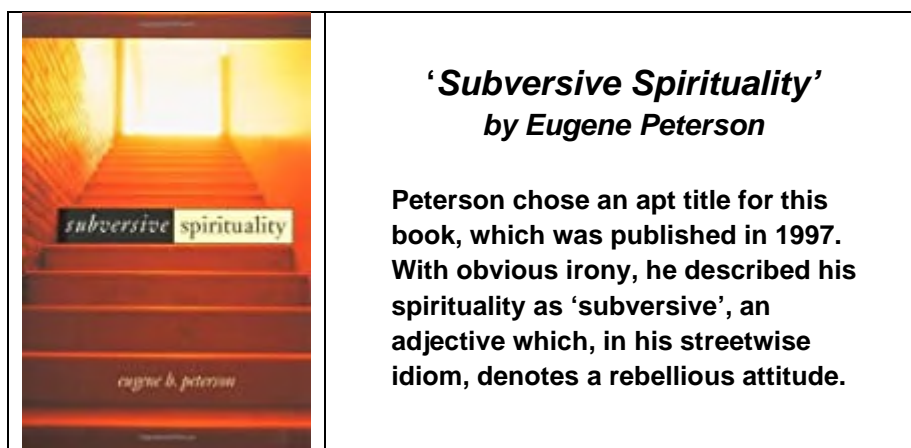 subversive spirituality
eugene h. peterson
‘Subversive Spirituality’
by Eugene Peterson
Peterson chose an apt title for this
book, which was published in 1997.
With obvious irony, he described his
spirituality as ‘subversive’, an
adjective which, in his streetwise
idiom, denotes a rebellious attitude.